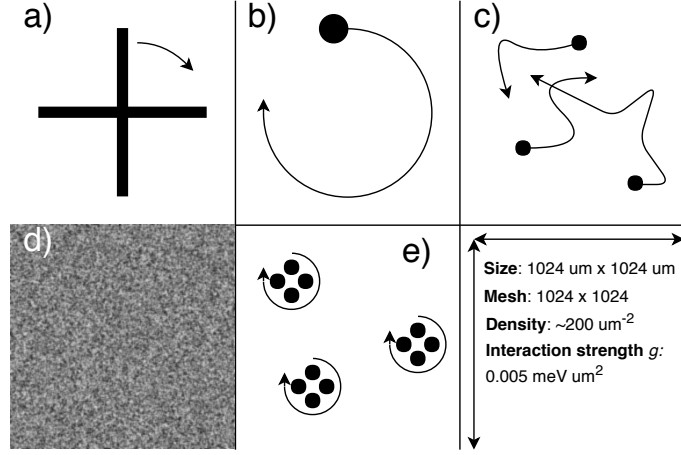 a)
b)
c)
d)
e)
Size: 1024 um x 1024 um
Mesh: 1024 x 1024
Density: ~200 um⁻²
Interaction strength g:
0.005 meV um²